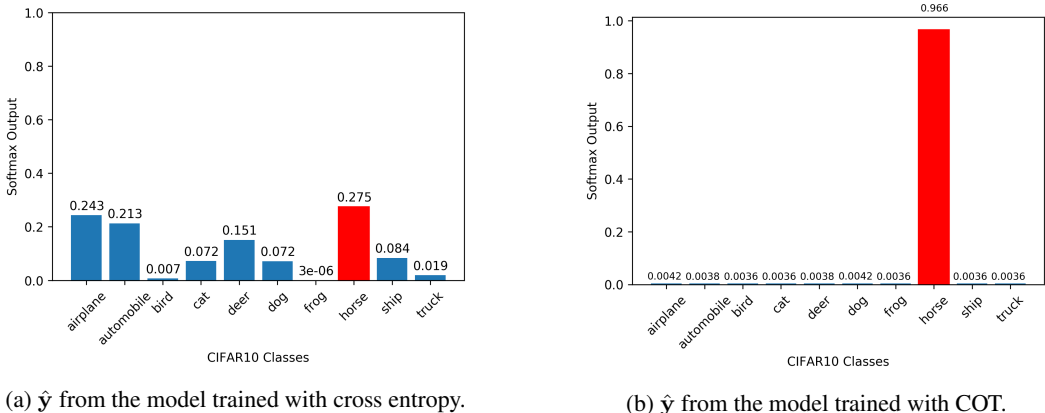 1.0
0.8
0.6
0.4
0.2
0.0
Softmax Output
0.243
0.213
0.007
0.072
0.151
0.072
3e-06
0.275
0.084
0.019
airplane
automobile
bird
cat
deer
dog
frog
horse
ship
truck
CIFAR10 Classes
(a) ŷ from the model trained with cross entropy.
1.0
0.8
0.6
0.4
0.2
0.0
Softmax Output
0.0042
0.0038
0.0036
0.0036
0.0038
0.0042
0.0036
0.966
0.0036
0.0036
airplane
automobile
bird
cat
deer
dog
frog
horse
ship
truck
CIFAR10 Classes
(b) ŷ from the model trained with COT.